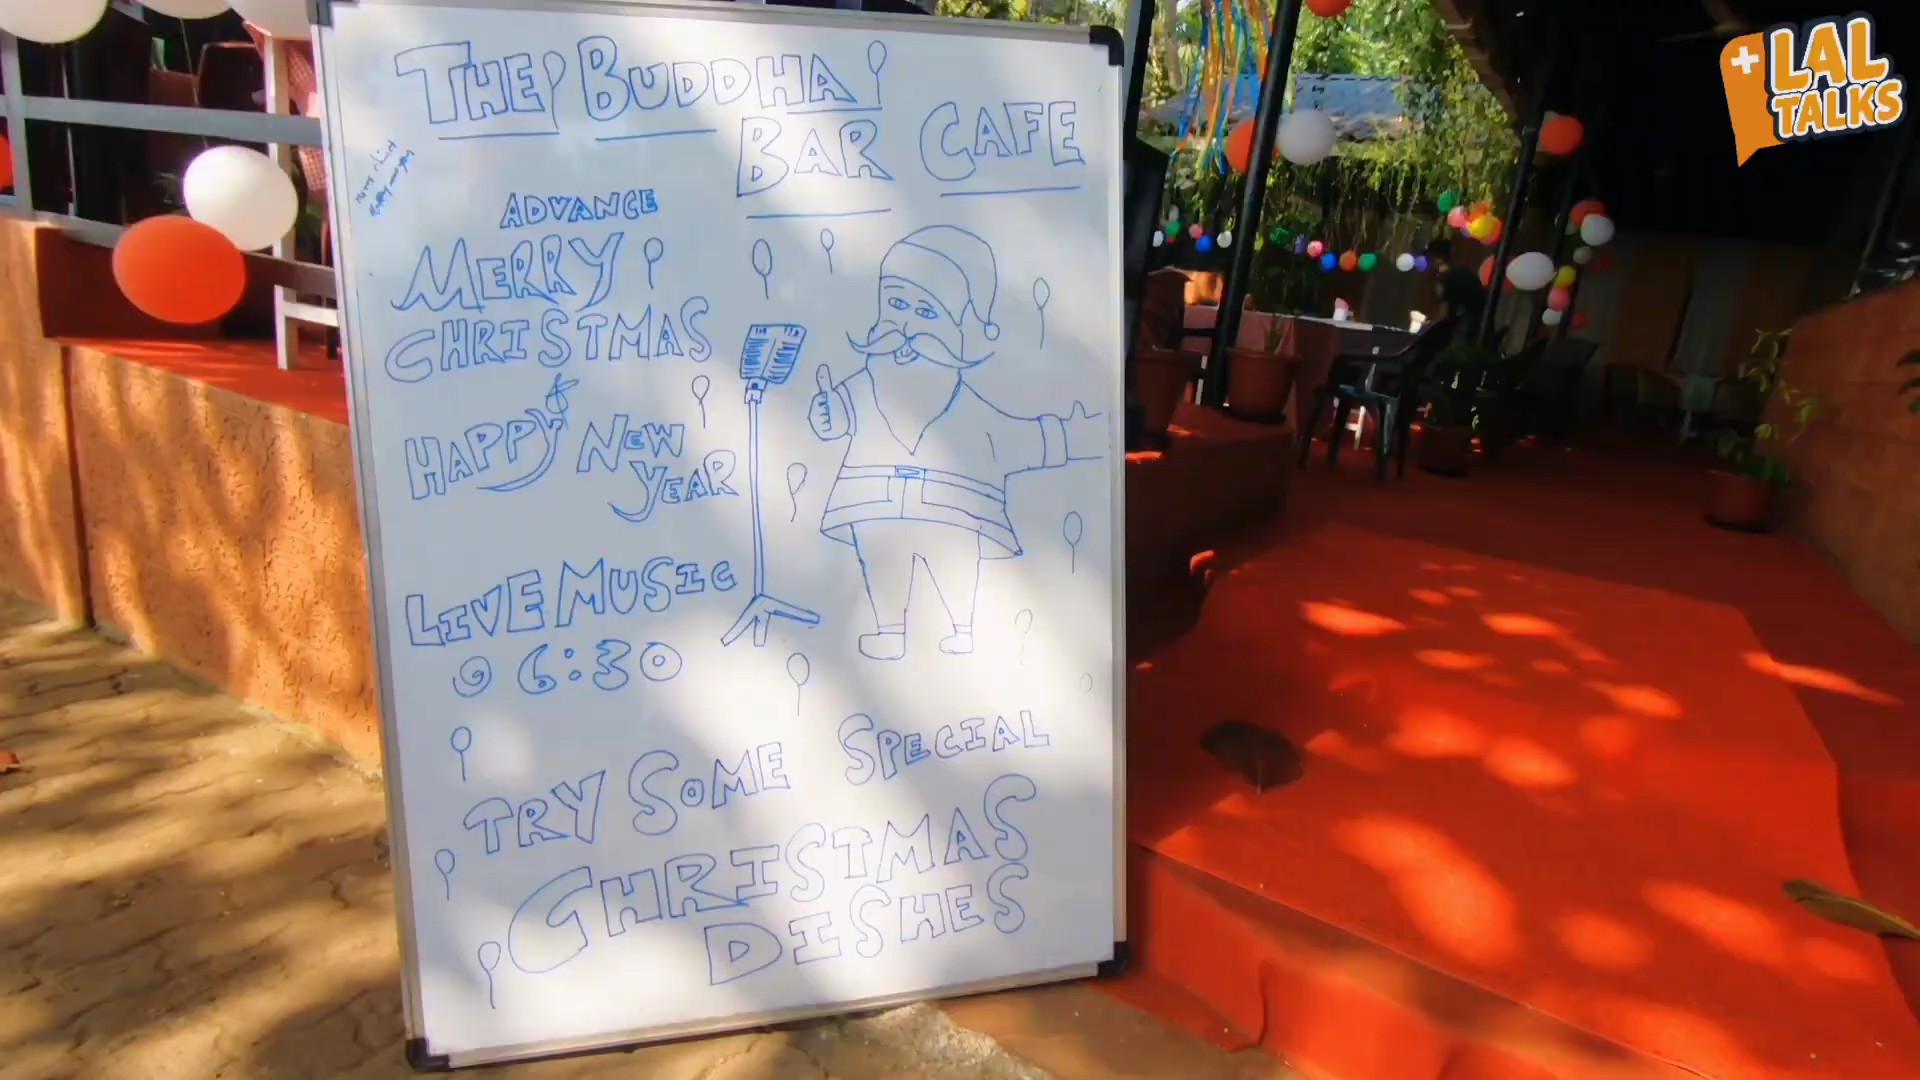 THE BUDDHA
BAR CAFE
ADVANCE
MERRY
CHRISTMAS
&
HAPPY NEW
YEAR
LIVE MUSIC
@ 6:30
TRY SOME SPECIAL
CHRISTMAS
DISHES
LAL
TALKS